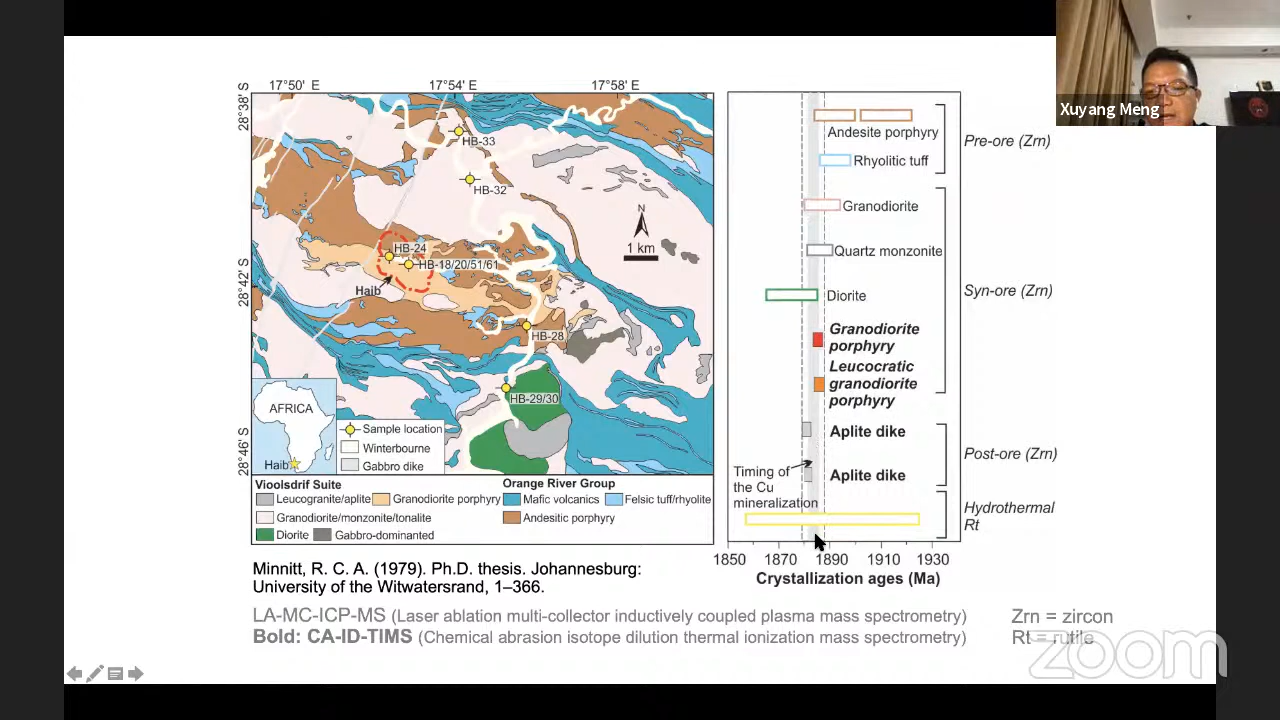 Xuyang Meng
17°50' E
17°54' E
17°58' E
28°38' S
28°42' S
28°46' S
HB-33
HB-32
N
1 km
HB-24
HB-18/20/51/61
Haib
HB-28
HB-29/30
AFRICA
Haib
Sample location
Winterbourne
Gabbro dike
Vioolsdrif Suite
Orange River Group
Leucogranite/aplite
Granodiorite porphyry
Mafic volcanics
Felsic tuff/rhyolite
Granodiorite/monzonite/tonalite
Andesitic porphyry
Diorite
Gabbro-dominanted
Andesite porphyry
Pre-ore (Zrn)
Rhyolitic tuff
Granodiorite
Quartz monzonite
Syn-ore (Zrn)
Diorite
Granodiorite
porphyry
Leucocratic
granodiorite
porphyry
Aplite dike
Post-ore (Zrn)
Timing of
the Cu
mineralization
Aplite dike
Hydrothermal
Rt
1850 1870 1890 1910 1930
Crystallization ages (Ma)
Minnitt, R. C. A. (1979). Ph.D. thesis. Johannesburg:
University of the Witwatersrand, 1–366.
LA-MC-ICP-MS (Laser ablation multi-collector inductively coupled plasma mass spectrometry)
Zrn = zircon
Bold: CA-ID-TIMS (Chemical abrasion isotope dilution thermal ionization mass spectrometry)
Rt = rutile
zoom